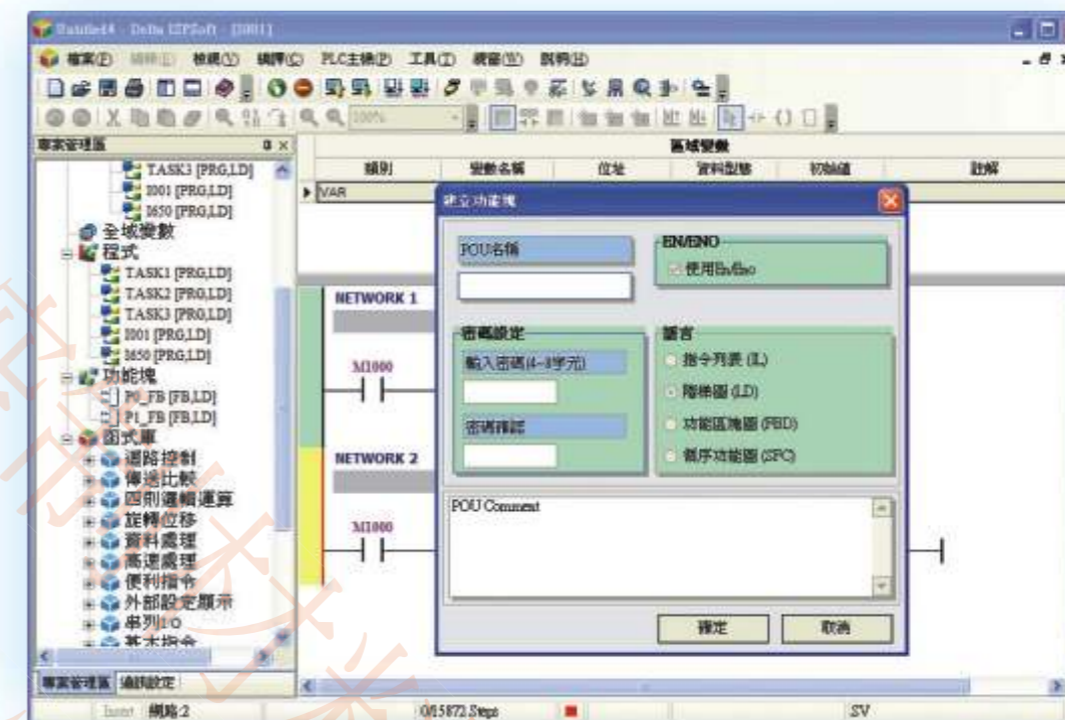 Untitled4 - Delta ISPSoft - [I001]
檔案(F) 編輯(E) 檢視(V) 編譯(C) PLC主機(P) 工具(T) 視窗(W) 說明(H)
100%
專案管理區
區域變數
類別 變數名稱 位址 資料型態 初始值 註解
VAR
TASK3 [PRG,LD]
I001 [PRG,LD]
I650 [PRG,LD]
全域變數
程式
TASK1 [PRG,LD]
TASK2 [PRG,LD]
TASK3 [PRG,LD]
I001 [PRG,LD]
I650 [PRG,LD]
功能塊
P0_FB [FB,LD]
P1_FB [FB,LD]
函式庫
迴路控制
傳送比較
四則邏輯運算
旋轉位移
資料處理
高速處理
便利指令
外部設定顯示
串列I/O
基本指令
專案管理區 通訊設定
NETWORK 1
M1000
NETWORK 2
M1000
建立功能塊
POU名稱
EN/ENO
使用En/Eno
密碼設定
輸入密碼(4~8字元)
密碼確認
語言
指令列表 (IL)
階梯圖 (LD)
功能區塊圖 (FBD)
循序功能圖 (SFC)
POU Comment
確定 取消
Insert 網路:2 0/15872 Steps SV